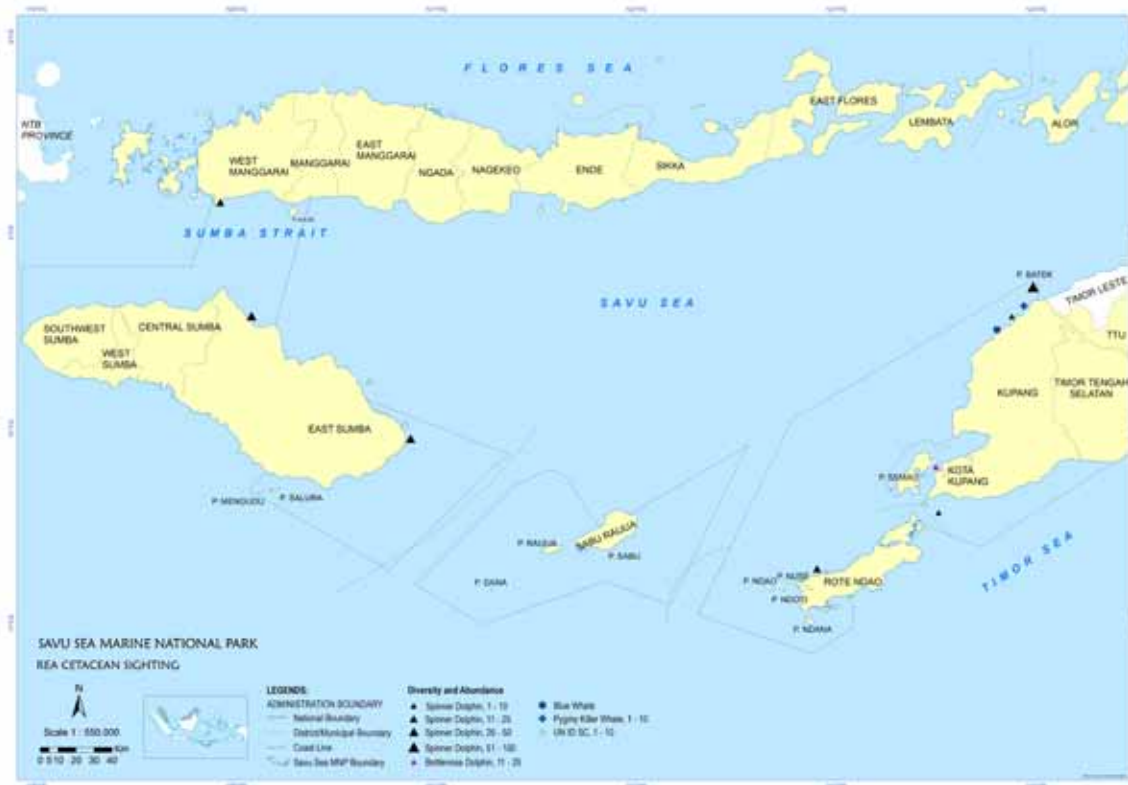 FLORES SEA
NTB
PROVINCE
EAST FLORES
LEMBATA
ALOR
WEST
MANGGARAI
MANGGARAI
EAST
MANGGARAI
NGADA
NAGEKEO
ENDE
SIKKA
SUMBA STRAIT
SAVU SEA
P. BATEK
TIMOR LESTE
TTU
SOUTHWEST
SUMBA
WEST
SUMBA
CENTRAL SUMBA
EAST SUMBA
KUPANG
TIMOR TENGAH
SELATAN
P. SEMAU
KOTA
KUPANG
P. MENGUDU
P. SALURA
P. RAIJUA
SABU RAIJUA
P. SABU
P. DANA
P. NDAO
P. NUSE
ROTE NDAO
P. NDANA
TIMOR SEA
SAVU SEA MARINE NATIONAL PARK
REA CETACEAN SIGHTING
N
Scale 1 : 550.000
0 5 10 20 30 40 Km
LEGENDS:
ADMINISTRATION BOUNDARY
National Boundary
District/Municipal Boundary
Coast Line
Savu Sea MNP Boundary
Diversity and Abundance
Spinner Dolphin, 1 - 10
Spinner Dolphin, 11 - 25
Spinner Dolphin, 26 - 50
Spinner Dolphin, 51 - 100
Bottlenose Dolphin, 11 - 25
Blue Whale
Pygmy Killer Whale, 1 - 10
UN ID SC, 1 - 10